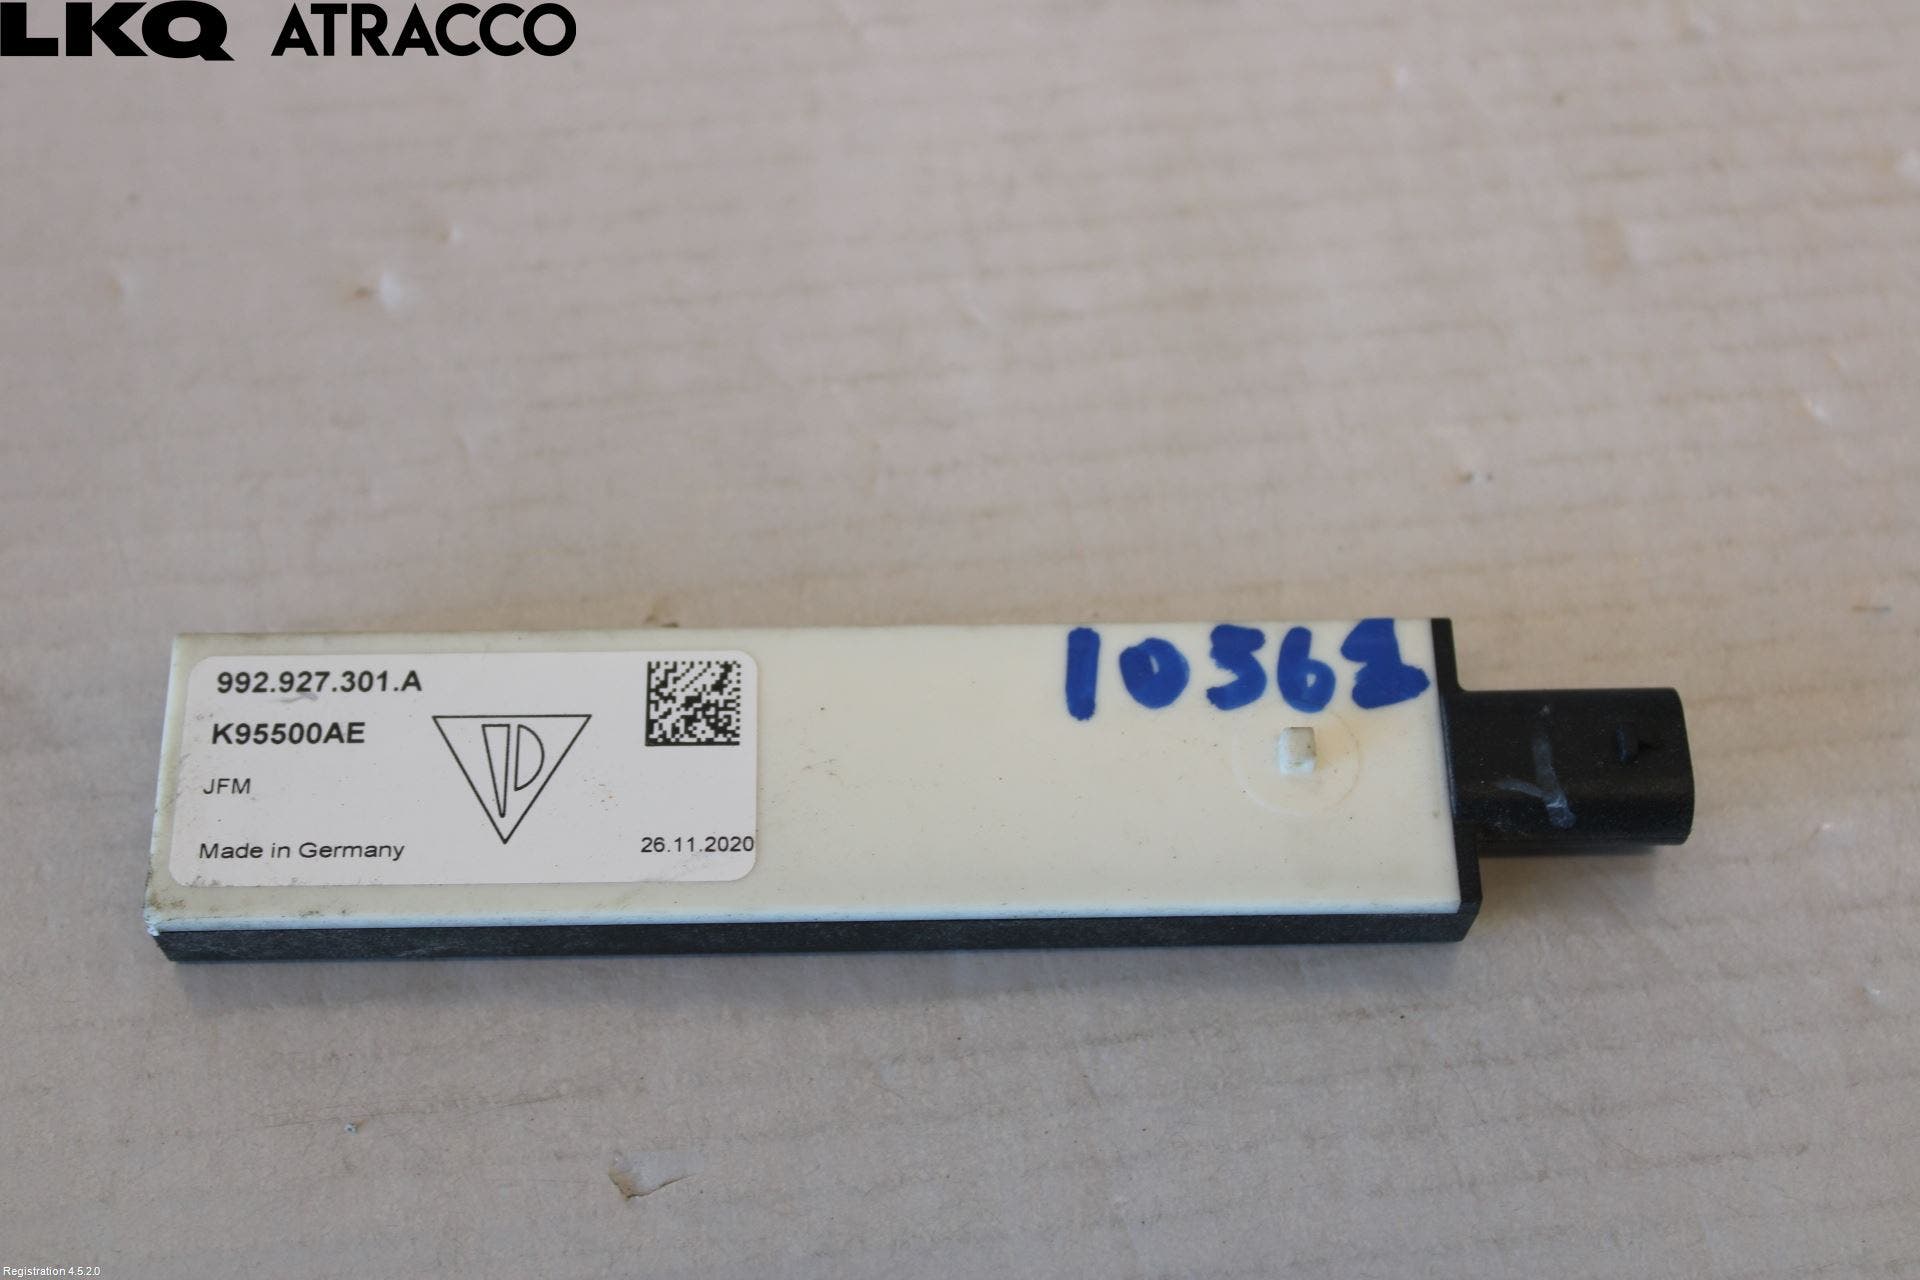 LKQ ATRACCO
10362
992.927.301.A
K95500AE
JFM
Made in Germany
26.11.2020
Registration 4.5.2.0